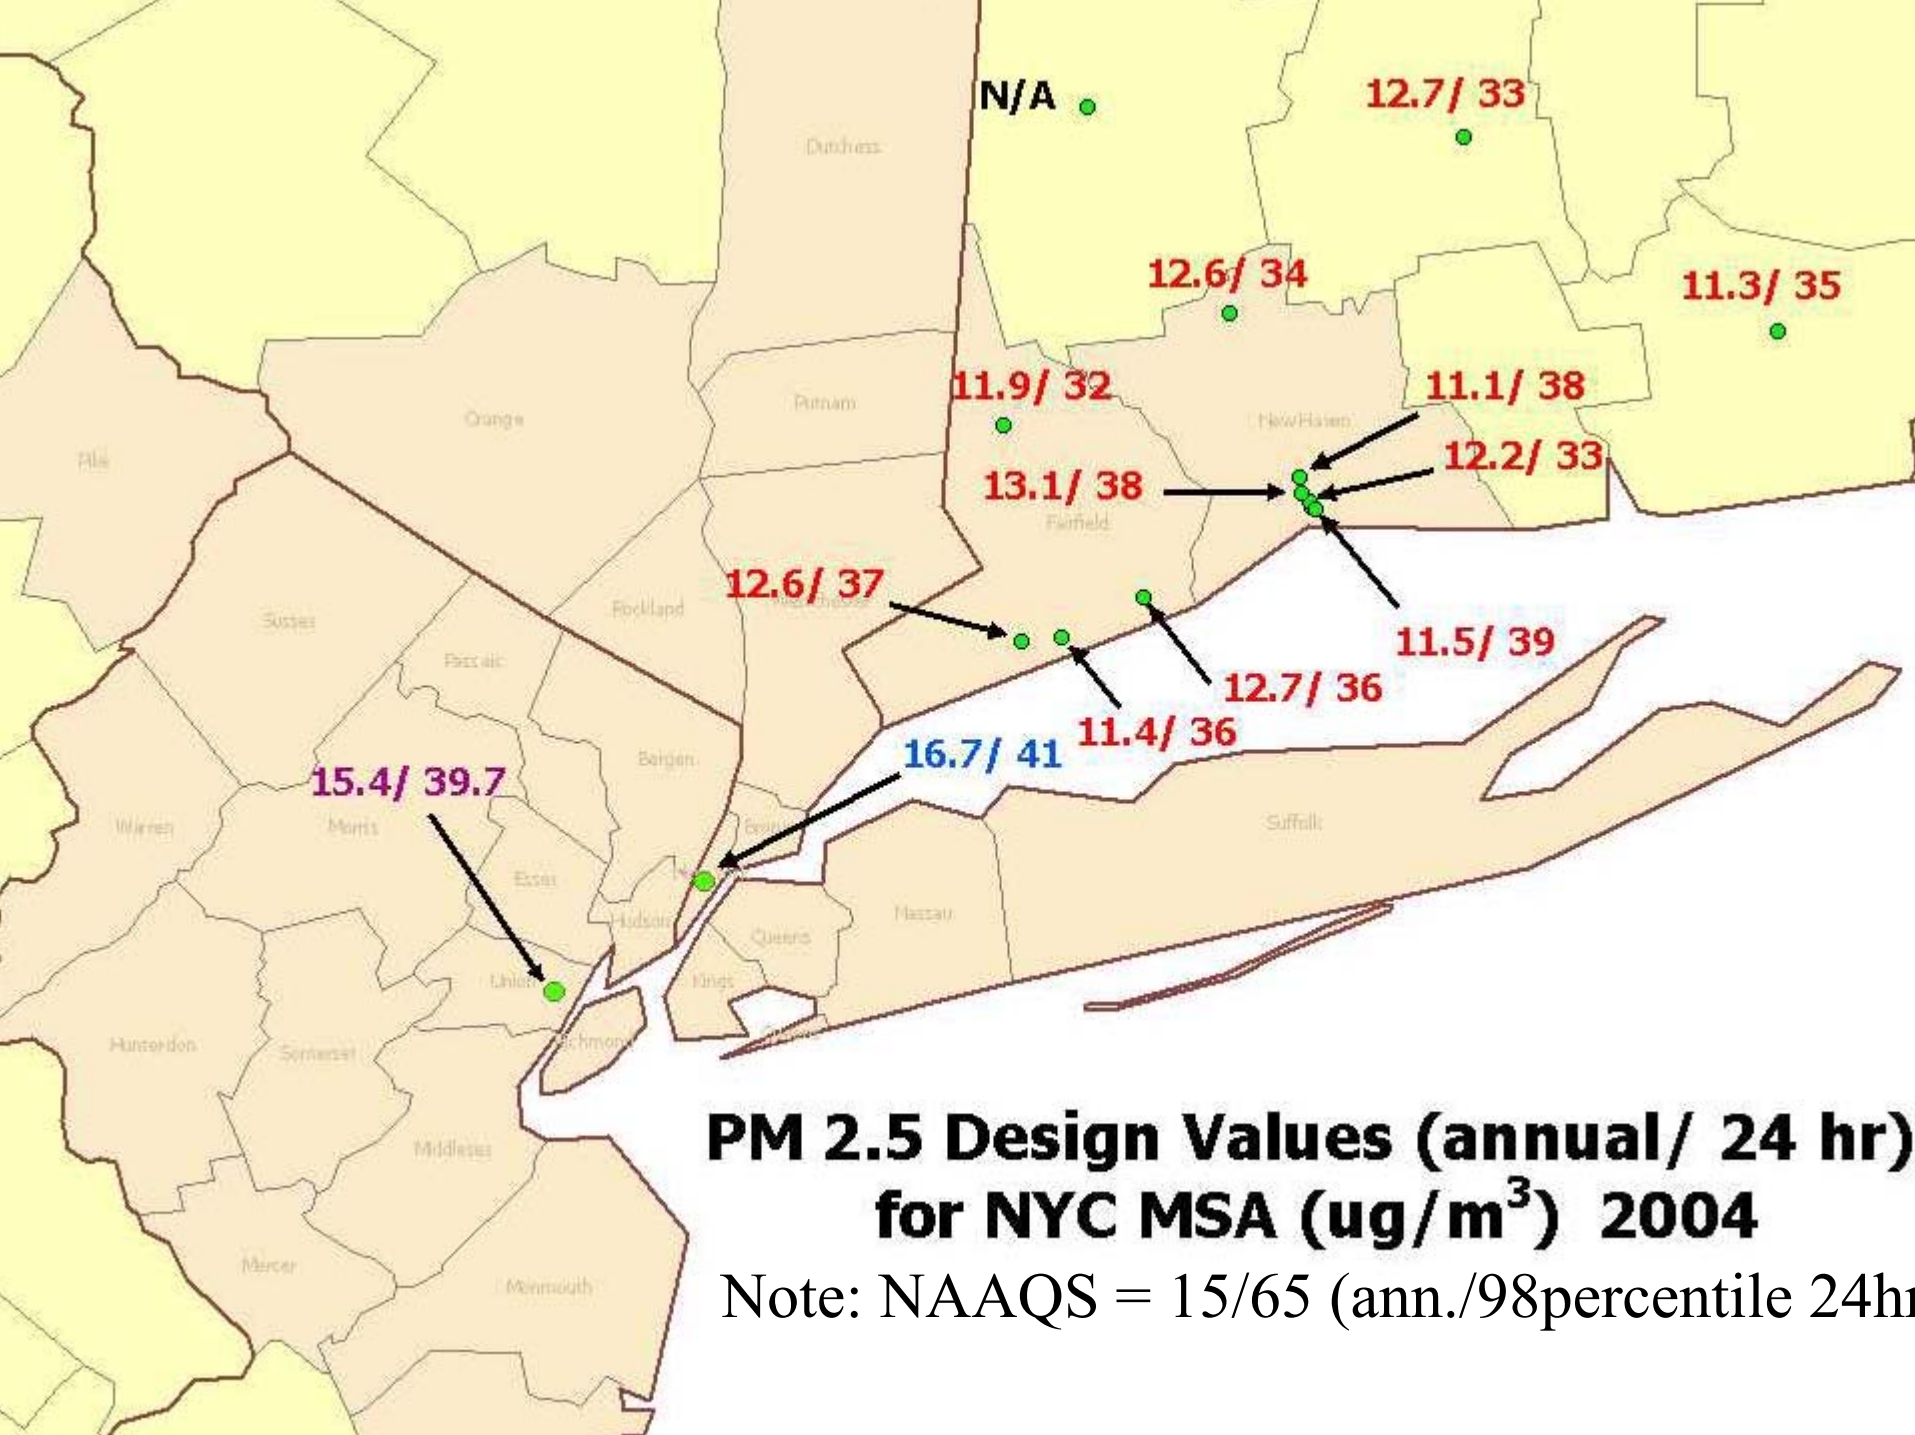 N/A
12.7/ 33
Dutchess
12.6/ 34
11.3/ 35
11.9/ 32
11.1/ 38
Putnam
Orange
New Haven
12.2/ 33
13.1/ 38
Fairfield
12.6/ 37
Rockland
Sussex
11.5/ 39
Passaic
12.7/ 36
11.4/ 36
16.7/ 41
Bergen
15.4/ 39.7
Warren
Morris
Suffolk
Essex
Nassau
Hudson
Queens
Union
Kings
Hunterdon
Somerset
Middlesex
PM 2.5 Design Values (annual/ 24 hr)
for NYC MSA (ug/m³) 2004
Mercer
Monmouth
Note: NAAQS = 15/65 (ann./98percentile 24hr